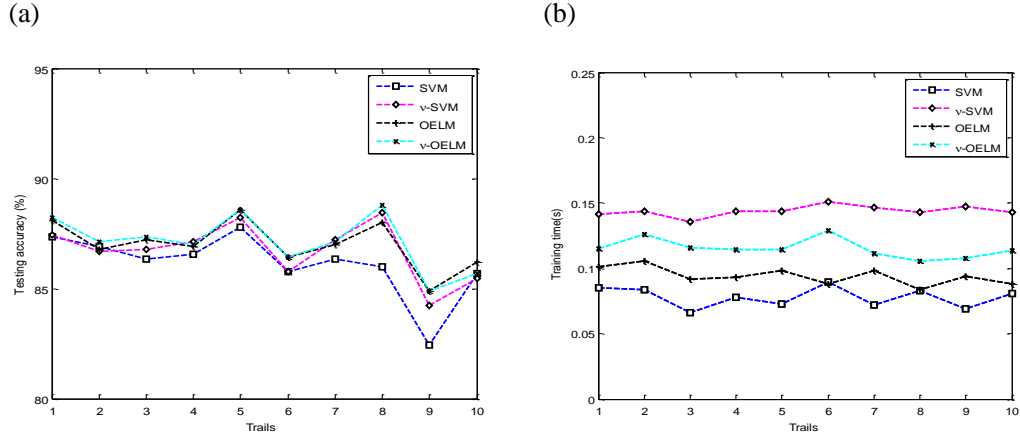 (a)
(b)
95
90
85
80
Testing accuracy (%)
1 2 3 4 5 6 7 8 9 10
Trails
SVM
ν-SVM
OELM
ν-OELM
0.25
0.2
0.15
0.1
0.05
0
Training time(s)
1 2 3 4 5 6 7 8 9 10
Trails
SVM
ν-SVM
OELM
ν-OELM